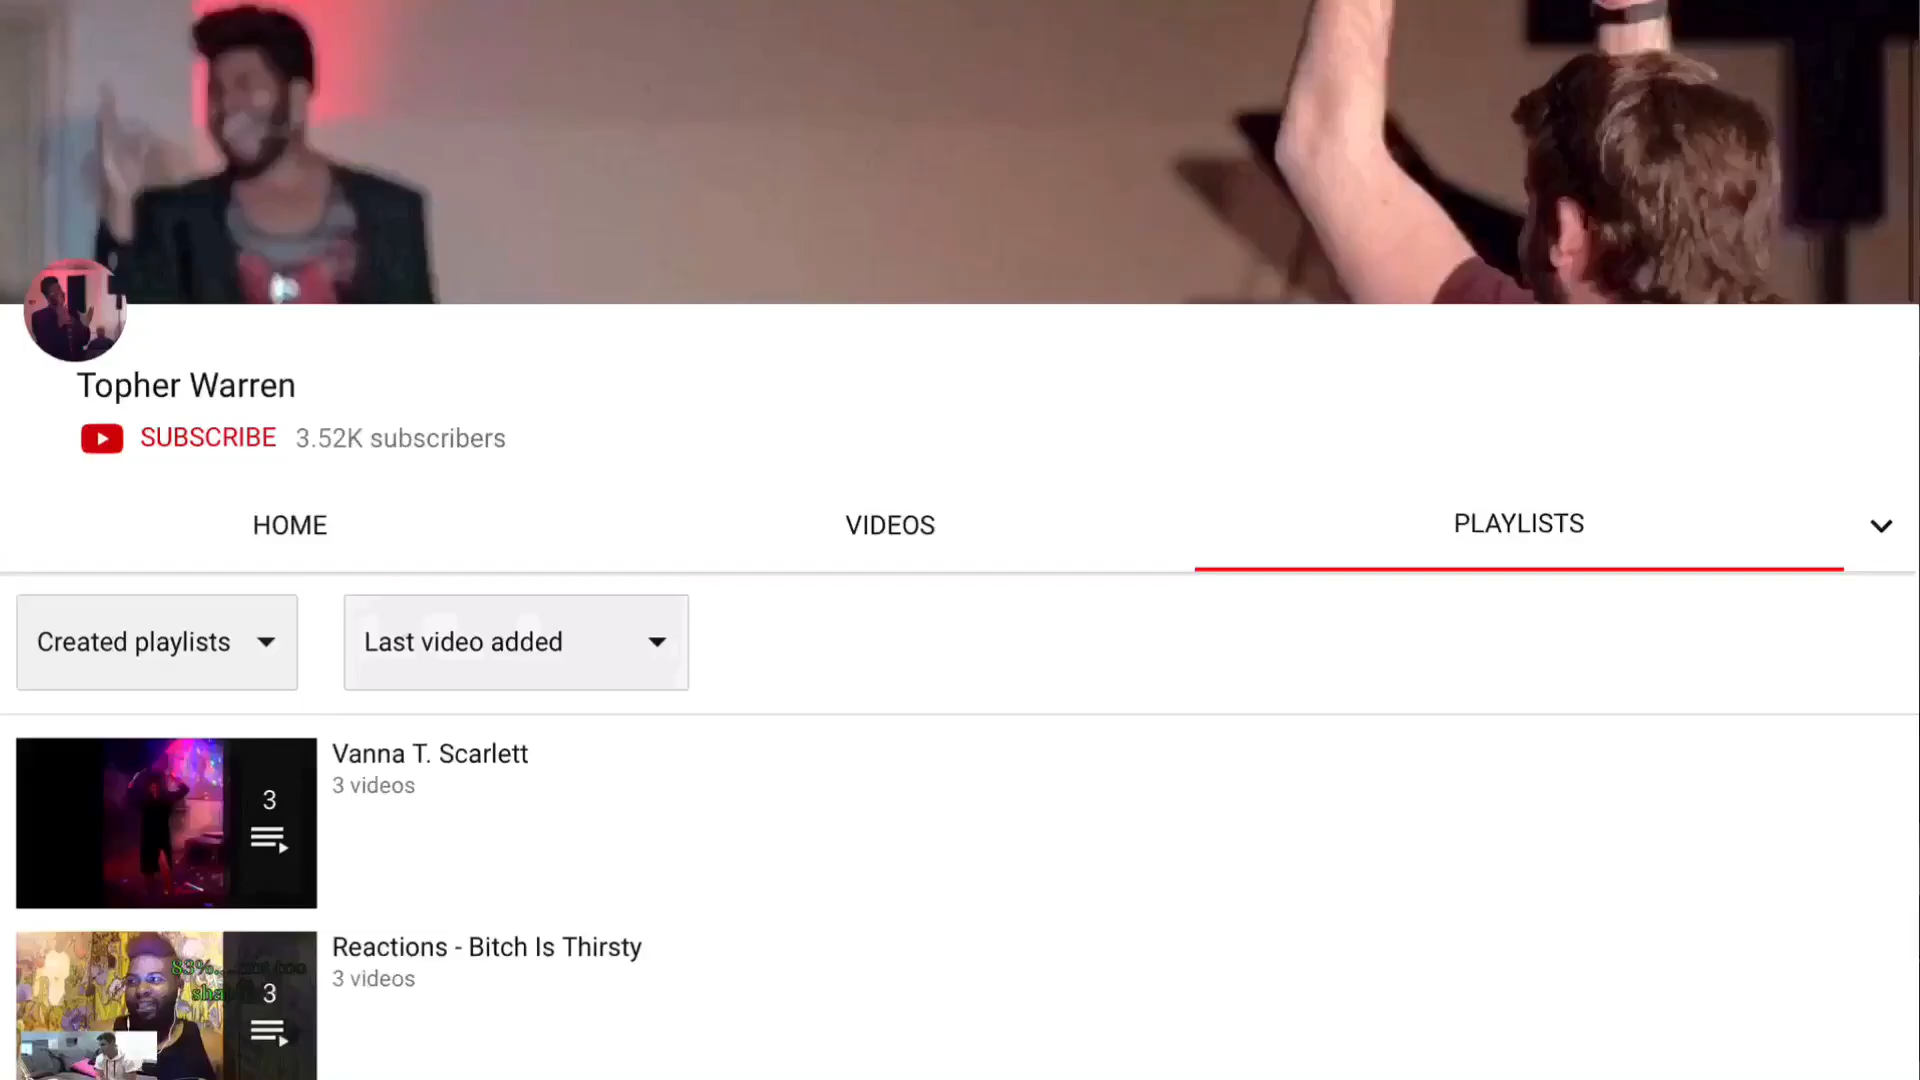 Topher Warren
SUBSCRIBE 3.52K subscribers
HOME VIDEOS PLAYLISTS
Created playlists Last video added
Vanna T. Scarlett
3 videos
3
Reactions - Bitch Is Thirsty
3 videos
83%...
3